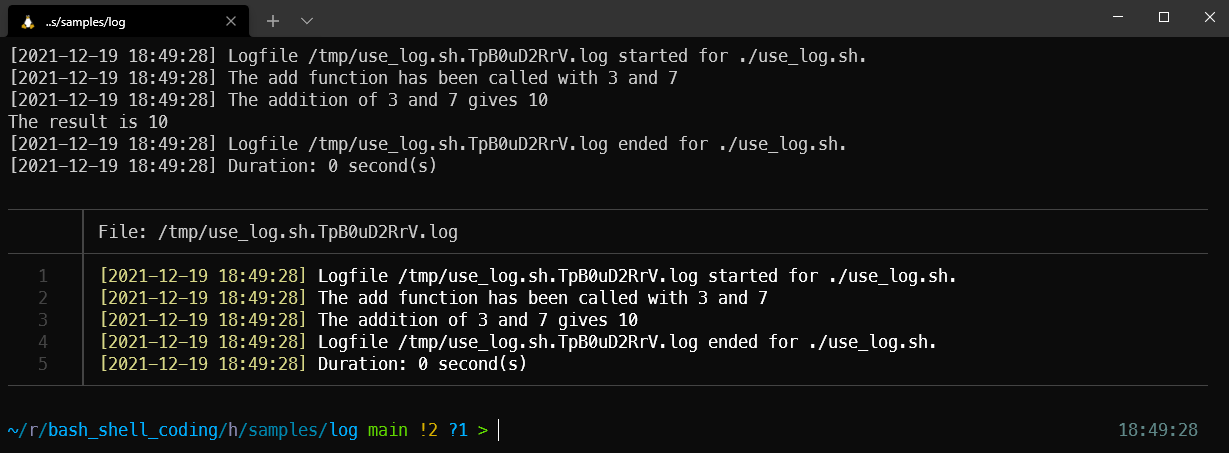 ..s/samples/log
[2021-12-19 18:49:28] Logfile /tmp/use_log.sh.TpB0uD2RrV.log started for ./use_log.sh.
[2021-12-19 18:49:28] The add function has been called with 3 and 7
[2021-12-19 18:49:28] The addition of 3 and 7 gives 10
The result is 10
[2021-12-19 18:49:28] Logfile /tmp/use_log.sh.TpB0uD2RrV.log ended for ./use_log.sh.
[2021-12-19 18:49:28] Duration: 0 second(s)
File: /tmp/use_log.sh.TpB0uD2RrV.log
1 [2021-12-19 18:49:28] Logfile /tmp/use_log.sh.TpB0uD2RrV.log started for ./use_log.sh.
2 [2021-12-19 18:49:28] The add function has been called with 3 and 7
3 [2021-12-19 18:49:28] The addition of 3 and 7 gives 10
4 [2021-12-19 18:49:28] Logfile /tmp/use_log.sh.TpB0uD2RrV.log ended for ./use_log.sh.
5 [2021-12-19 18:49:28] Duration: 0 second(s)
~/r/bash_shell_coding/h/samples/log main !2 ?1 > 18:49:28